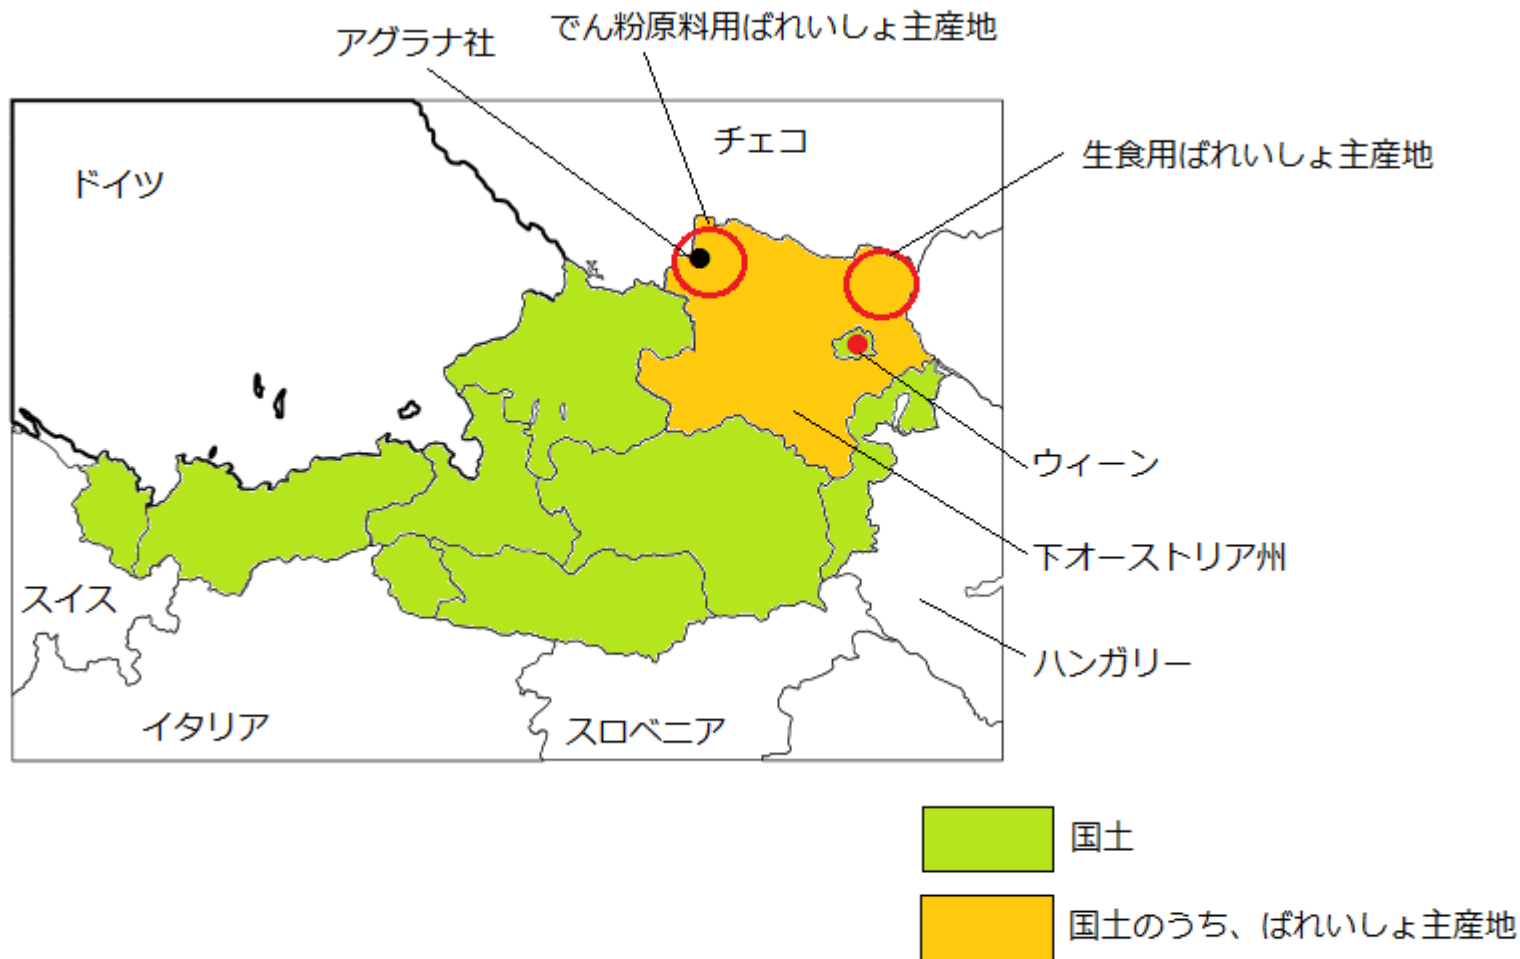 でん粉原料用ばれいしょ主産地
アグラナ社
チェコ
生食用ばれいしょ主産地
ドイツ
ウィーン
下オーストリア州
スイス
ハンガリー
イタリア
スロベニア
国土
国土のうち、ばれいしょ主産地